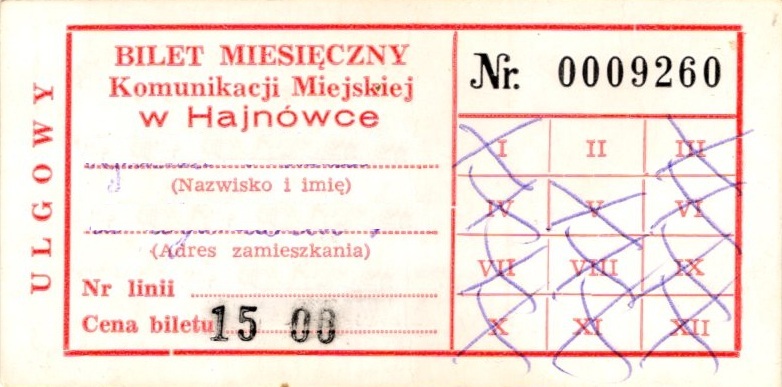 ULGOWY
BILET MIESIĘCZNY
Komunikacji Miejskiej
w Hajnówce
(Nazwisko i imię)
(Adres zamieszkania)
Nr linii
Cena biletu 15 00
Nr. 0009260
I II III
IV V VI
VII VIII IX
X XI XII